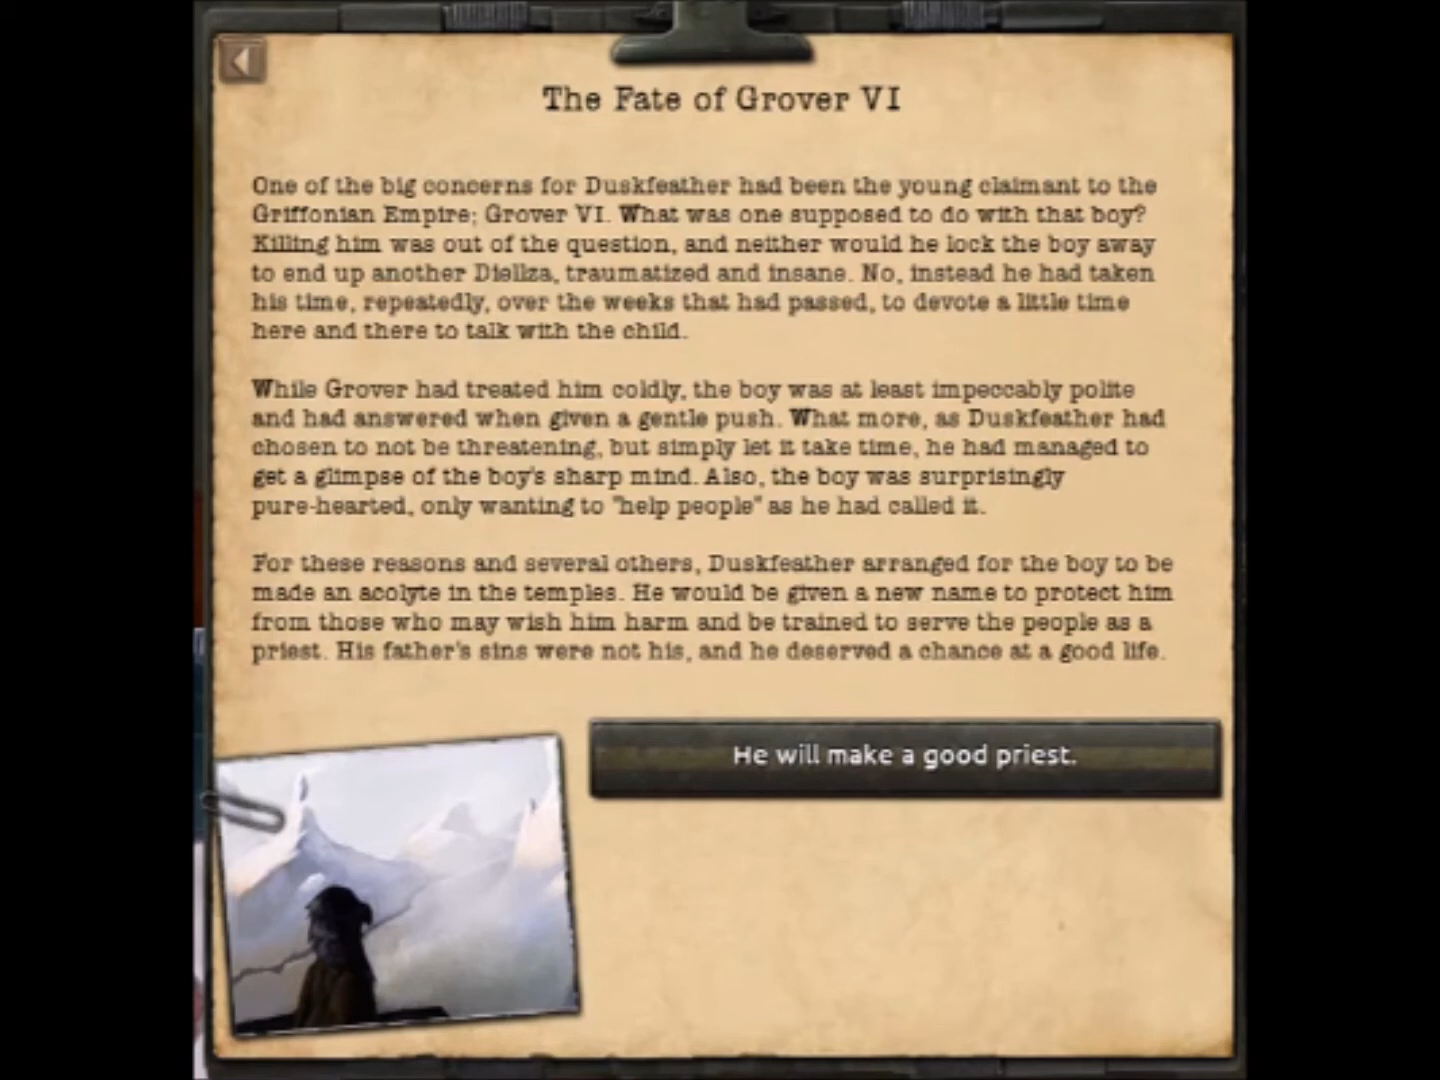 The Fate of Grover VI
One of the big concerns for Duskfeather had been the young claimant to the
Griffonian Empire; Grover VI. What was one supposed to do with that boy?
Killing him was out of the question, and neither would he lock the boy away
to end up another Diellza, traumatized and insane. No, instead he had taken
his time, repeatedly, over the weeks that had passed, to devote a little time
here and there to talk with the child.
While Grover had treated him coldly, the boy was at least impeccably polite
and had answered when given a gentle push. What more, as Duskfeather had
chosen to not be threatening, but simply let it take time, he had managed to
get a glimpse of the boy's sharp mind. Also, the boy was surprisingly
pure-hearted, only wanting to "help people" as he had called it.
For these reasons and several others, Duskfeather arranged for the boy to be
made an acolyte in the temples. He would be given a new name to protect him
from those who may wish him harm and be trained to serve the people as a
priest. His father's sins were not his, and he deserved a chance at a good life.
He will make a good priest.